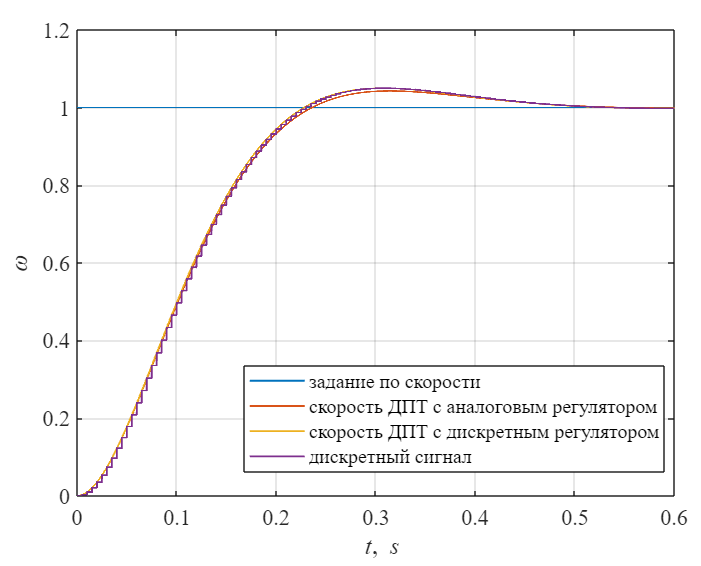 1.2
1
0.8
0.6
0.4
0.2
0
ω
задание по скорости
скорость ДПТ с аналоговым регулятором
скорость ДПТ с дискретным регулятором
дискретный сигнал
0 0.1 0.2 0.3 0.4 0.5 0.6
t, s